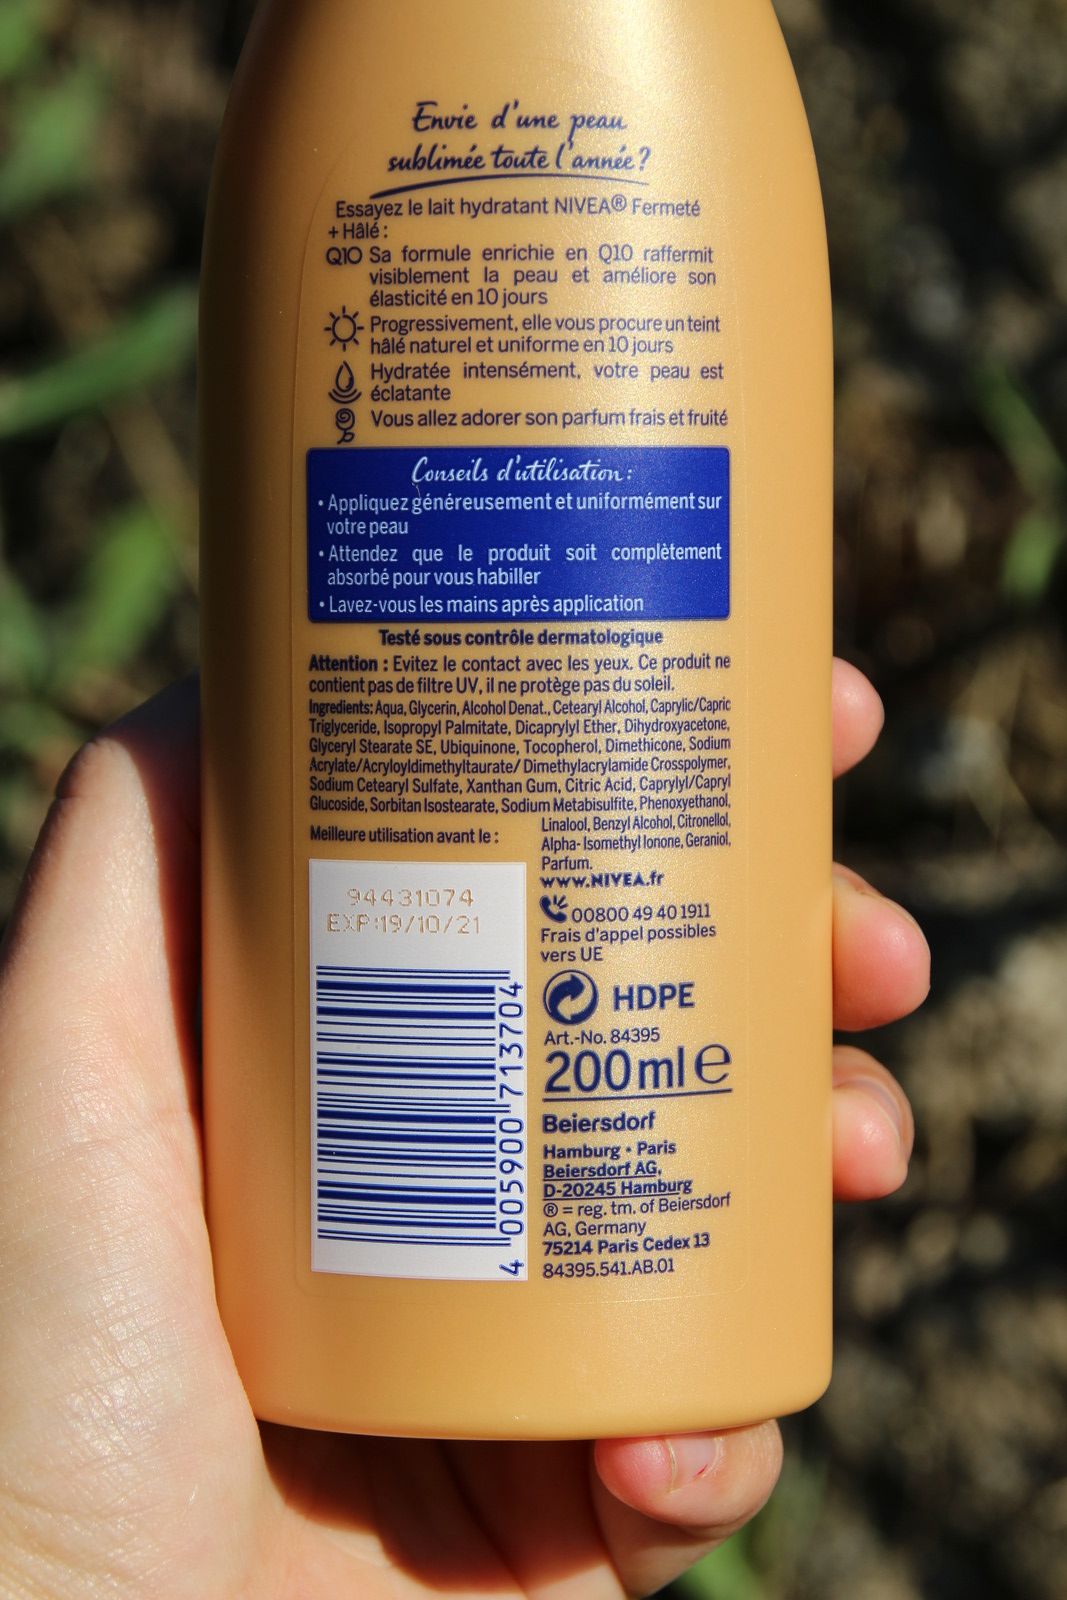 Envie d'une peau
sublimée toute l'année ?
Essayez le lait hydratant NIVEA® Fermeté
+ Hâlé :
Q10 Sa formule enrichie en Q10 raffermit
visiblement la peau et améliore son
élasticité en 10 jours
Progressivement, elle vous procure un teint
hâlé naturel et uniforme en 10 jours
Hydratée intensément, votre peau est
éclatante
Vous allez adorer son parfum frais et fruité
Conseils d'utilisation :
• Appliquez généreusement et uniformément sur
votre peau
• Attendez que le produit soit complètement
absorbé pour vous habiller
• Lavez-vous les mains après application
Testé sous contrôle dermatologique
Attention : Evitez le contact avec les yeux. Ce produit ne
contient pas de filtre UV, il ne protège pas du soleil.
Ingredients: Aqua, Glycerin, Alcohol Denat., Cetearyl Alcohol, Caprylic/Capric
Triglyceride, Isopropyl Palmitate, Dicaprylyl Ether, Dihydroxyacetone,
Glyceryl Stearate SE, Ubiquinone, Tocopherol, Dimethicone, Sodium
Acrylate/Acryloyldimethyltaurate/ Dimethylacrylamide Crosspolymer,
Sodium Cetearyl Sulfate, Xanthan Gum, Citric Acid, Caprylyl/Capryl
Glucoside, Sorbitan Isostearate, Sodium Metabisulfite, Phenoxyethanol,
Linalool, Benzyl Alcohol, Citronellol,
Alpha- Isomethyl Ionone, Geraniol,
Parfum.
Meilleure utilisation avant le :
94431074
EXP:19/10/21
4 005900 713704
www.NIVEA.fr
00800 49 40 1911
Frais d'appel possibles
vers UE
HDPE
Art.-No. 84395
200 ml e
Beiersdorf
Hamburg • Paris
Beiersdorf AG,
D-20245 Hamburg
® = reg. tm. of Beiersdorf
AG, Germany
75214 Paris Cedex 13
84395.541.AB.01